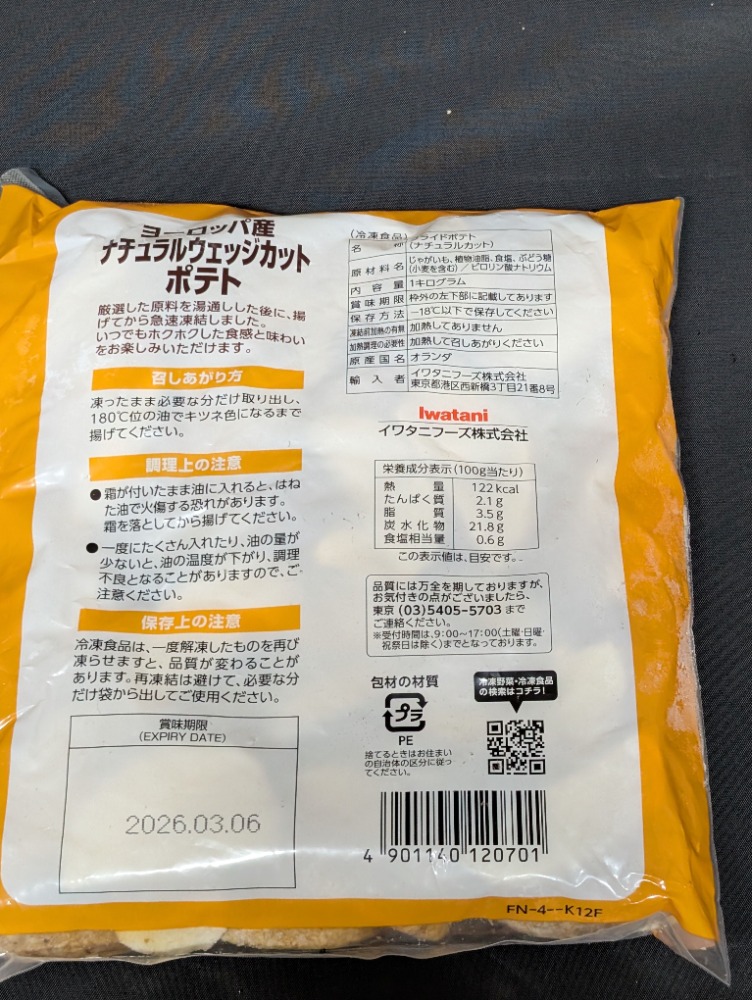 ヨーロッパ産
ナチュラルウェッジカット
ポテト
厳選した原料を湯通しした後に、揚
げてから急速凍結しました。
いつでもホクホクした食感と味わい
をお楽しみいただけます。
召しあがり方
凍ったまま必要な分だけ取り出し、
180℃位の油でキツネ色になるまで
揚げてください。
調理上の注意
●霜が付いたまま油に入れると、はね
た油で火傷する恐れがあります。
霜を落としてから揚げてください。
●一度にたくさん入れたり、油の量が
少ないと、油の温度が下がり、調理
不良となることがありますので、ご
注意ください。
保存上の注意
冷凍食品は、一度解凍したものを再び
凍らせますと、品質が変わることが
あります。再凍結は避けて、必要な分
だけ袋から出してご使用ください。
賞味期限
(EXPIRY DATE)
2026.03.06
(冷凍食品)
名称 フライドポテト
(ナチュラルカット)
原材料名 じゃがいも、植物油脂、食塩、ぶどう糖
(小麦を含む)/ピロリン酸ナトリウム
内容量 1キログラム
賞味期限 枠外の左下部に記載してあります
保存方法 −18℃以下で保存してください
凍結前加熱の有無 加熱してありません
加熱調理の必要性 加熱して召しあがりください
原産国名 オランダ
輸入者 イワタニフーズ株式会社
東京都港区西新橋3丁目21番8号
Iwatani
イワタニフーズ株式会社
栄養成分表示(100g当たり)
熱量 122kcal
たんぱく質 2.1g
脂質 3.5g
炭水化物 21.8g
食塩相当量 0.6g
この表示値は、目安です。
品質には万全を期しておりますが、
お気付きの点がございましたら、
東京(03)5405-5703まで
ご連絡ください。
※受付時間は、9:00~17:00(土曜・日曜・
祝祭日は除く)までとなっております。
包材の材質
プラ
PE
捨てるときはお住まい
の自治体の区分に従っ
てください。
冷凍野菜・冷凍食品
の検索はコチラ!
4 901140 120701
FN-4--K12F